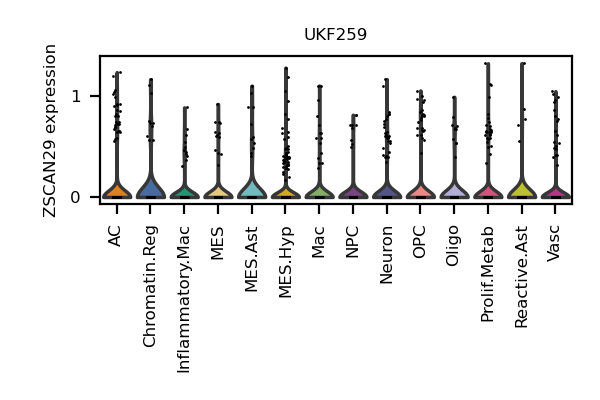 UKF259
ZSCAN29 expression
1
0
AC
Chromatin.Reg
Inflammatory.Mac
MES
MES.Ast
MES.Hyp
Mac
NPC
Neuron
OPC
Oligo
Prolif.Metab
Reactive.Ast
Vasc